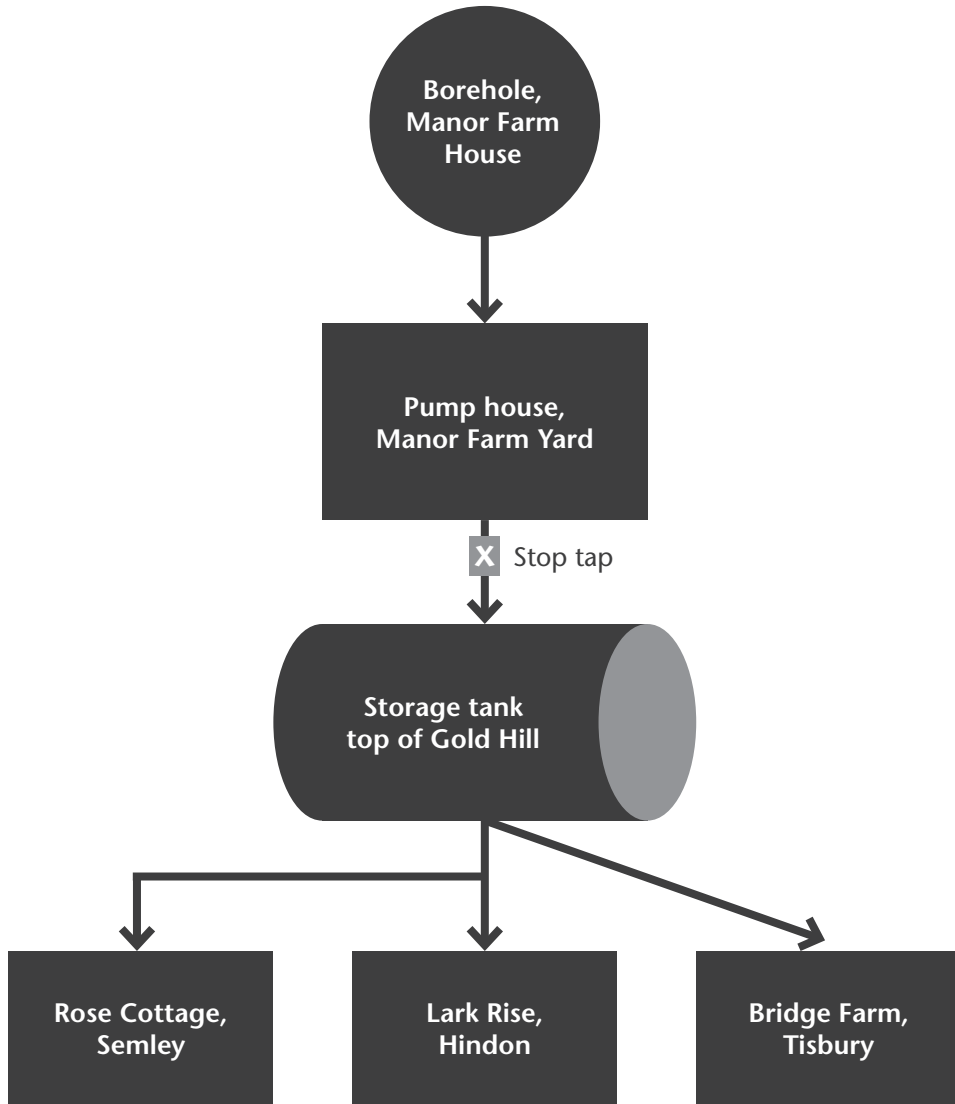 Borehole,
Manor Farm
House
Pump house,
Manor Farm Yard
X
Stop tap
Storage tank
top of Gold Hill
Rose Cottage,
Semley
Lark Rise,
Hindon
Bridge Farm,
Tisbury